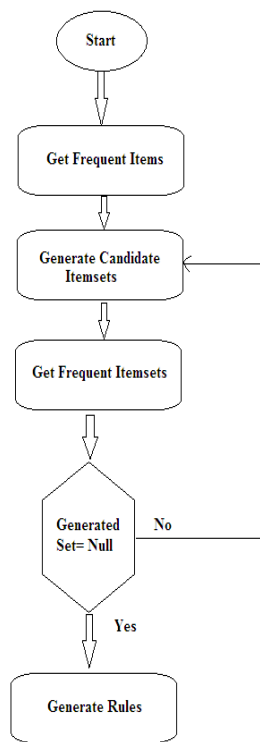 Start
Get Frequent Items
Generate Candidate
Itemsets
Get Frequent Itemsets
Generated
Set= Null
No
Yes
Generate Rules